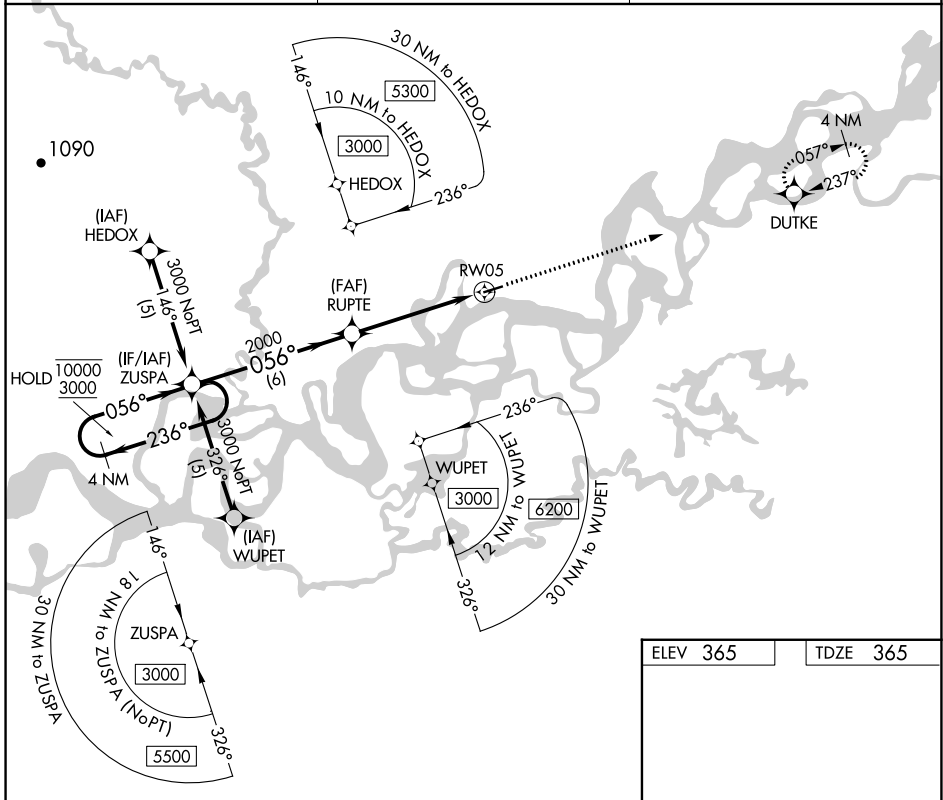 30 NM to HEDOX
146°
5300
10 NM to HEDOX
3000
HEDOX
236°
4 NM
057°
237°
DUTKE
1090
(IAF)
HEDOX
3000 NoPT
146°
(5)
RW05
(FAF)
RUPTE
2000
056°
(6)
(IF/IAF)
ZUSPA
HOLD
10000
3000
056°
236°
4 NM
3000 NoPT
326°
(5)
(IAF)
WUPET
236°
WUPET
3000
12 NM to WUPET
6200
30 NM to WUPET
326°
146°
18 NM to ZUSPA (NoPT)
30 NM to ZUSPA
ZUSPA
3000
5500
326°
ELEV 365
TDZE 365